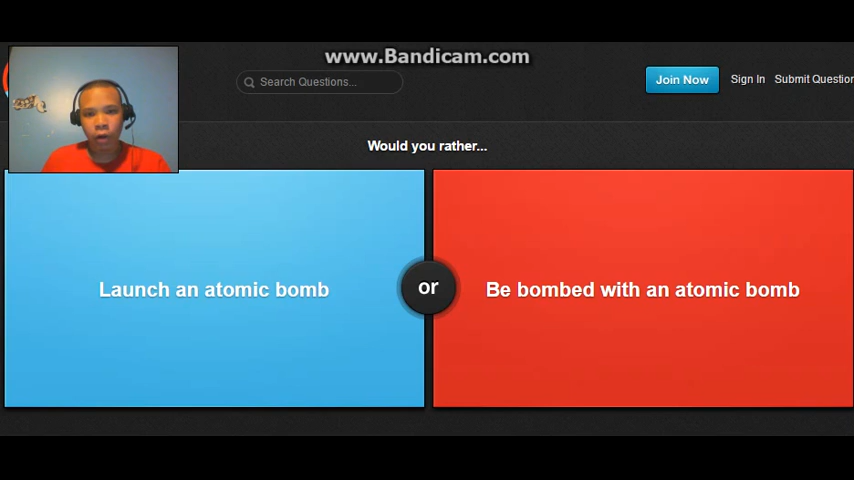 www.Bandicam.com
Search Questions...
Join Now
Sign In
Submit Question
Would you rather...
Launch an atomic bomb
or
Be bombed with an atomic bomb